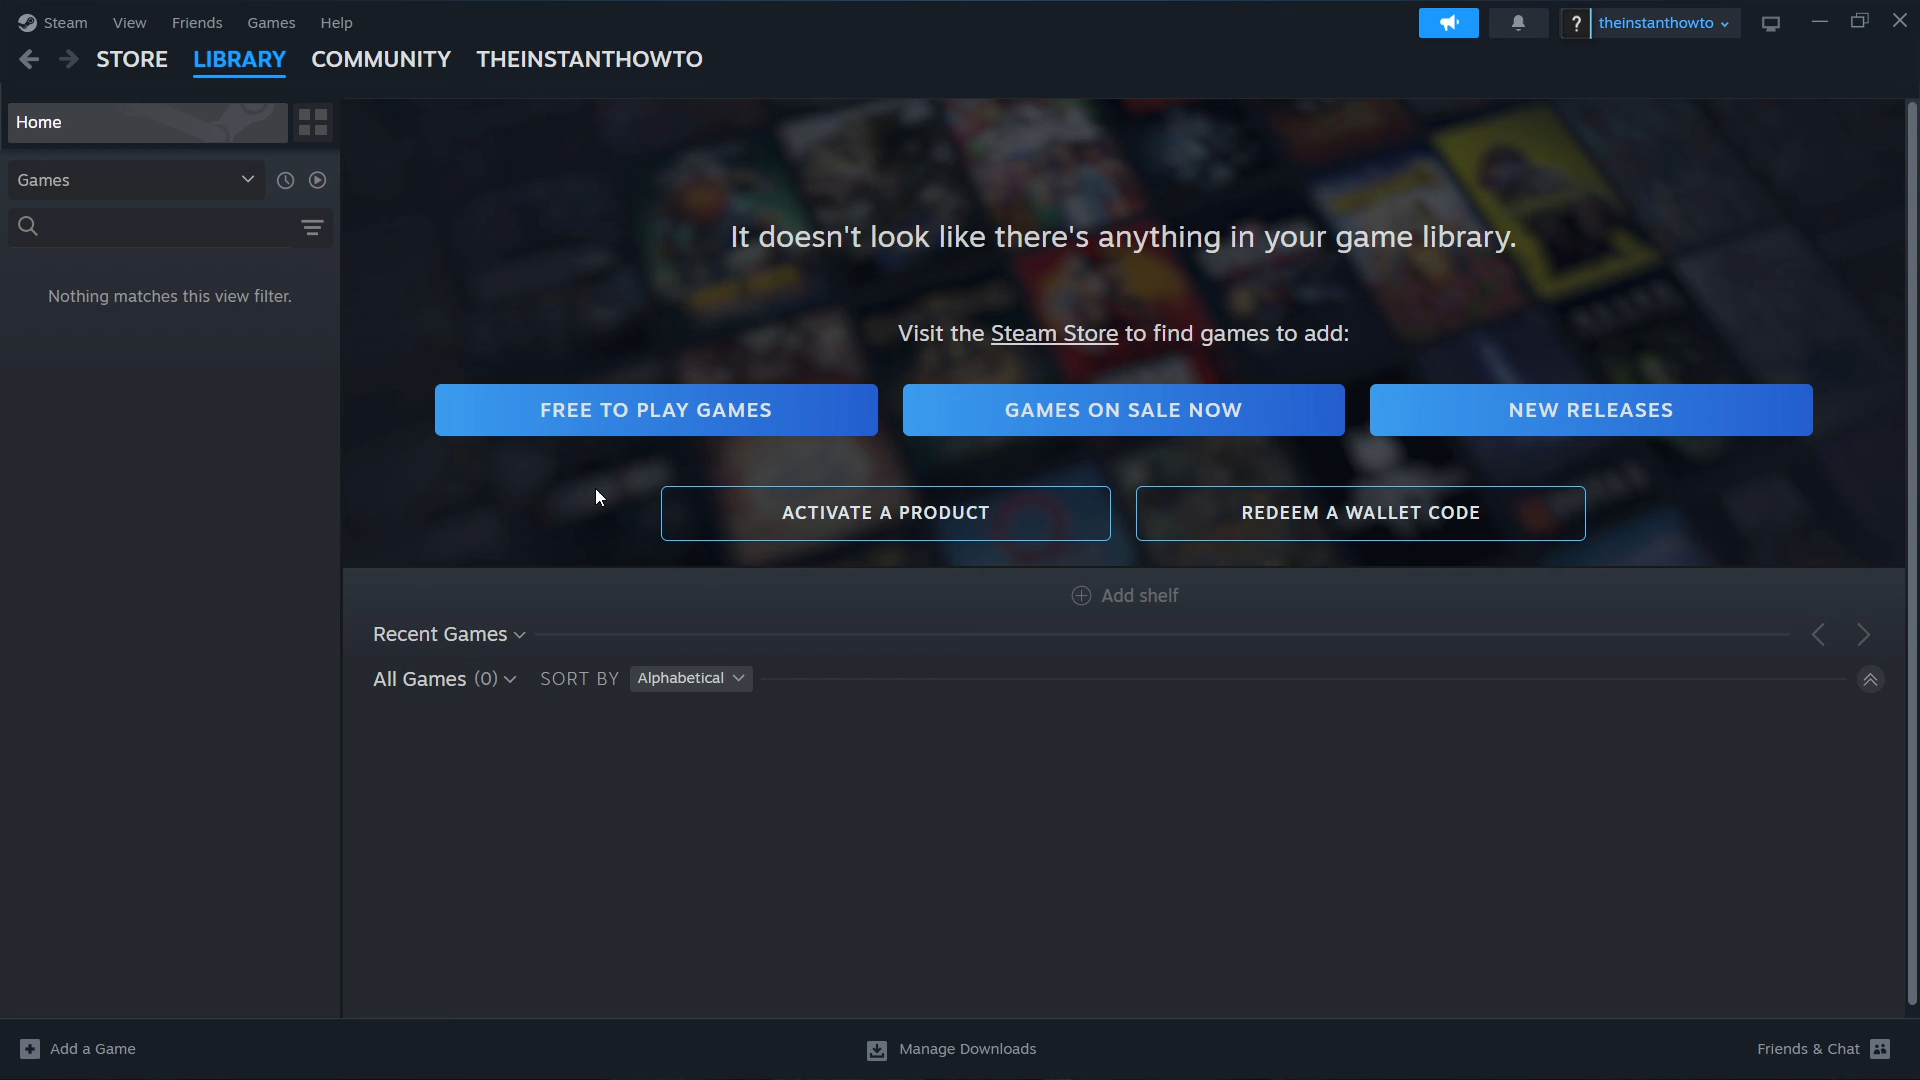 Steam View Friends Games Help
? theinstanthowto
STORE LIBRARY COMMUNITY THEINSTANTHOWTO
Home
Games
Nothing matches this view filter.
It doesn't look like there's anything in your game library.
Visit the Steam Store to find games to add:
FREE TO PLAY GAMES GAMES ON SALE NOW NEW RELEASES
ACTIVATE A PRODUCT REDEEM A WALLET CODE
Add shelf
Recent Games
All Games (0) SORT BY Alphabetical
Add a Game Manage Downloads Friends & Chat